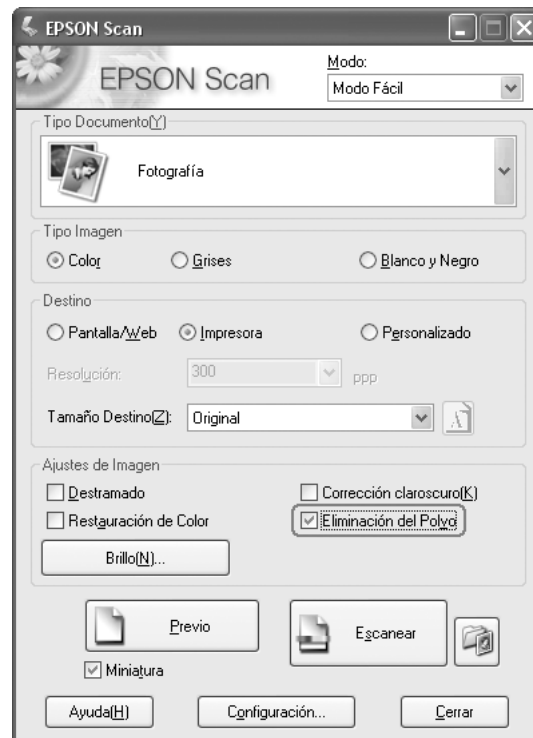 EPSON Scan
EPSON Scan
Modo:
Modo Fácil
Tipo Documento(Y)
Fotografía
Tipo Imagen
Color Grises Blanco y Negro
Destino
Pantalla/Web Impresora Personalizado
Resolución: 300 ppp
Tamaño Destino(Z): Original
Ajustes de Imagen
Destramado Corrección claroscuro(K)
Restauración de Color Eliminación del Polvo
Brillo(N)...
Previo Escanear
Miniatura
Ayuda(H) Configuración... Cerrar